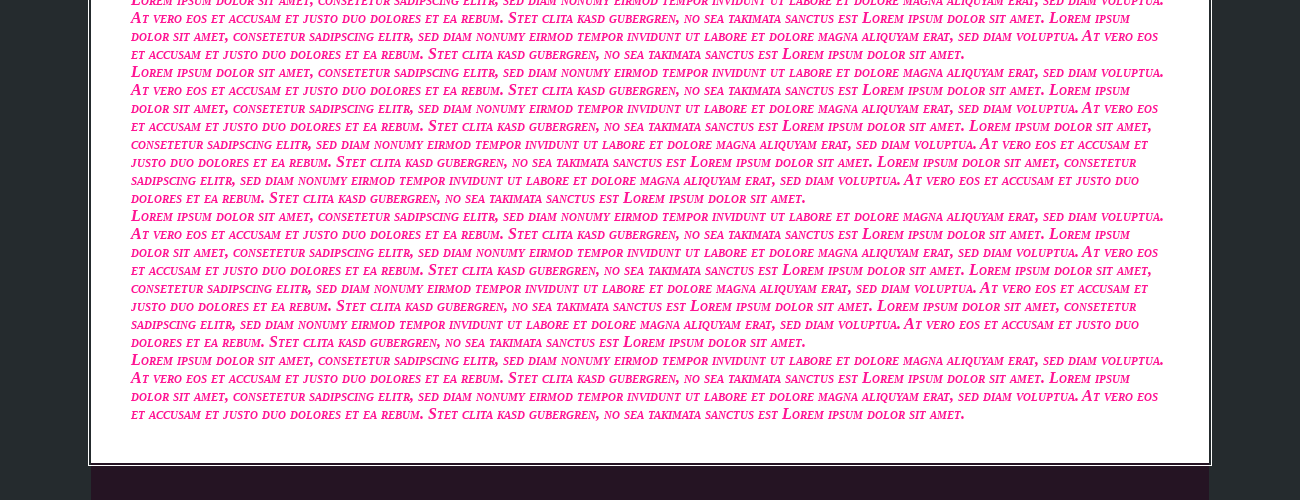 Lorem ipsum dolor sit amet, consetetur sadipscing elitr, sed diam nonumy eirmod tempor invidunt ut labore et dolore magna aliquyam erat, sed diam voluptua.
At vero eos et accusam et justo duo dolores et ea rebum. Stet clita kasd gubergren, no sea takimata sanctus est Lorem ipsum dolor sit amet. Lorem ipsum
dolor sit amet, consetetur sadipscing elitr, sed diam nonumy eirmod tempor invidunt ut labore et dolore magna aliquyam erat, sed diam voluptua. At vero eos
et accusam et justo duo dolores et ea rebum. Stet clita kasd gubergren, no sea takimata sanctus est Lorem ipsum dolor sit amet.
Lorem ipsum dolor sit amet, consetetur sadipscing elitr, sed diam nonumy eirmod tempor invidunt ut labore et dolore magna aliquyam erat, sed diam voluptua.
At vero eos et accusam et justo duo dolores et ea rebum. Stet clita kasd gubergren, no sea takimata sanctus est Lorem ipsum dolor sit amet. Lorem ipsum
dolor sit amet, consetetur sadipscing elitr, sed diam nonumy eirmod tempor invidunt ut labore et dolore magna aliquyam erat, sed diam voluptua. At vero eos
et accusam et justo duo dolores et ea rebum. Stet clita kasd gubergren, no sea takimata sanctus est Lorem ipsum dolor sit amet. Lorem ipsum dolor sit amet,
consetetur sadipscing elitr, sed diam nonumy eirmod tempor invidunt ut labore et dolore magna aliquyam erat, sed diam voluptua. At vero eos et accusam et
justo duo dolores et ea rebum. Stet clita kasd gubergren, no sea takimata sanctus est Lorem ipsum dolor sit amet. Lorem ipsum dolor sit amet, consetetur
sadipscing elitr, sed diam nonumy eirmod tempor invidunt ut labore et dolore magna aliquyam erat, sed diam voluptua. At vero eos et accusam et justo duo
dolores et ea rebum. Stet clita kasd gubergren, no sea takimata sanctus est Lorem ipsum dolor sit amet.
Lorem ipsum dolor sit amet, consetetur sadipscing elitr, sed diam nonumy eirmod tempor invidunt ut labore et dolore magna aliquyam erat, sed diam voluptua.
At vero eos et accusam et justo duo dolores et ea rebum. Stet clita kasd gubergren, no sea takimata sanctus est Lorem ipsum dolor sit amet. Lorem ipsum
dolor sit amet, consetetur sadipscing elitr, sed diam nonumy eirmod tempor invidunt ut labore et dolore magna aliquyam erat, sed diam voluptua. At vero eos
et accusam et justo duo dolores et ea rebum. Stet clita kasd gubergren, no sea takimata sanctus est Lorem ipsum dolor sit amet. Lorem ipsum dolor sit amet,
consetetur sadipscing elitr, sed diam nonumy eirmod tempor invidunt ut labore et dolore magna aliquyam erat, sed diam voluptua. At vero eos et accusam et
justo duo dolores et ea rebum. Stet clita kasd gubergren, no sea takimata sanctus est Lorem ipsum dolor sit amet. Lorem ipsum dolor sit amet, consetetur
sadipscing elitr, sed diam nonumy eirmod tempor invidunt ut labore et dolore magna aliquyam erat, sed diam voluptua. At vero eos et accusam et justo duo
dolores et ea rebum. Stet clita kasd gubergren, no sea takimata sanctus est Lorem ipsum dolor sit amet.
Lorem ipsum dolor sit amet, consetetur sadipscing elitr, sed diam nonumy eirmod tempor invidunt ut labore et dolore magna aliquyam erat, sed diam voluptua.
At vero eos et accusam et justo duo dolores et ea rebum. Stet clita kasd gubergren, no sea takimata sanctus est Lorem ipsum dolor sit amet. Lorem ipsum
dolor sit amet, consetetur sadipscing elitr, sed diam nonumy eirmod tempor invidunt ut labore et dolore magna aliquyam erat, sed diam voluptua. At vero eos
et accusam et justo duo dolores et ea rebum. Stet clita kasd gubergren, no sea takimata sanctus est Lorem ipsum dolor sit amet.